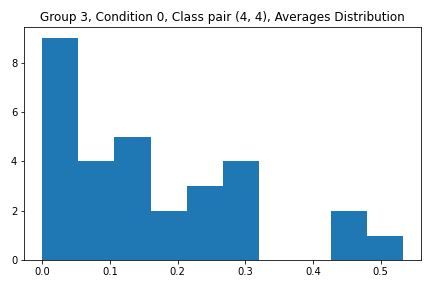 Group 3, Condition 0, Class pair (4, 4), Averages Distribution
8
6
4
2
0
0.0 0.1 0.2 0.3 0.4 0.5